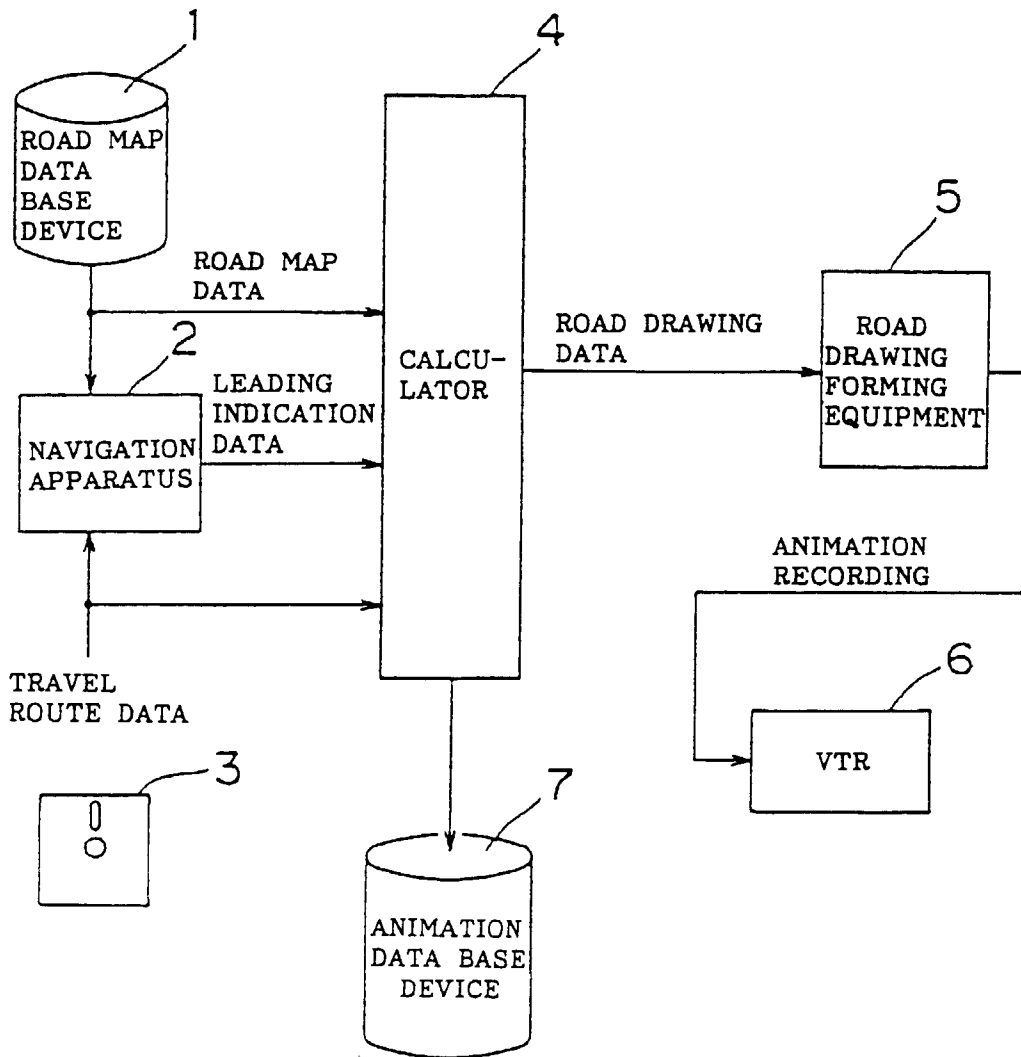 1
ROAD MAP
DATA
BASE
DEVICE
ROAD MAP
DATA
2
NAVIGATION
APPARATUS
LEADING
INDICATION
DATA
TRAVEL
ROUTE DATA
3
4
CALCU-
LATOR
ROAD DRAWING
DATA
5
ROAD
DRAWING
FORMING
EQUIPMENT
ANIMATION
RECORDING
6
VTR
7
ANIMATION
DATA BASE
DEVICE